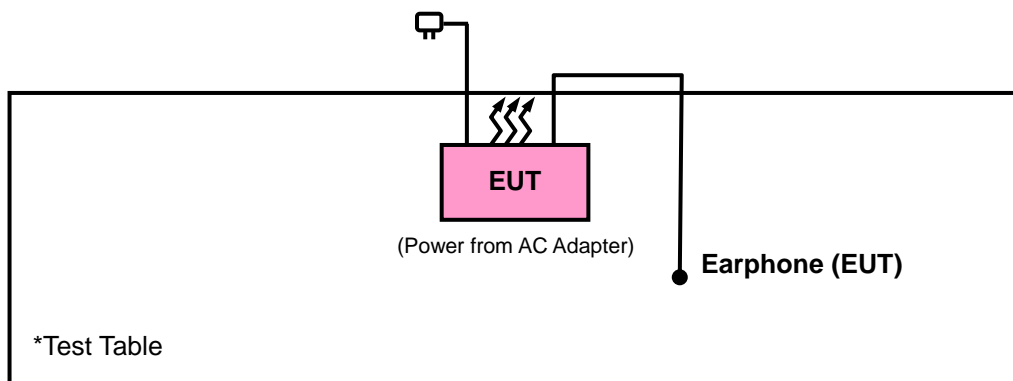 EUT
(Power from AC Adapter)
Earphone (EUT)
*Test Table